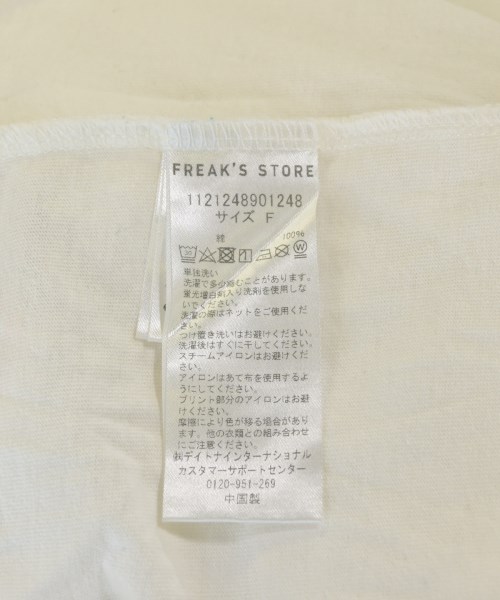 FREAK'S STORE
1121248901248
サイズ F
綿 100%
単独洗い
洗濯で多少縮むことがあります。
蛍光増白剤入り洗剤を使用しな
いでください。
洗濯の際はネットをご使用くだ
さい。
つけ置き洗いはお避けください。
洗濯後はすぐに干してください。
スチームアイロンはお避けくだ
さい。
アイロンはあて布を使用するよ
うにしてください。
プリント部分のアイロンはお避
けください。
摩擦により色が移る場合があり
ます。他の衣類との組み合わせ
にご注意ください。
㈱デイトナインターナショナル
カスタマーサポートセンター
0120-951-269
中国製